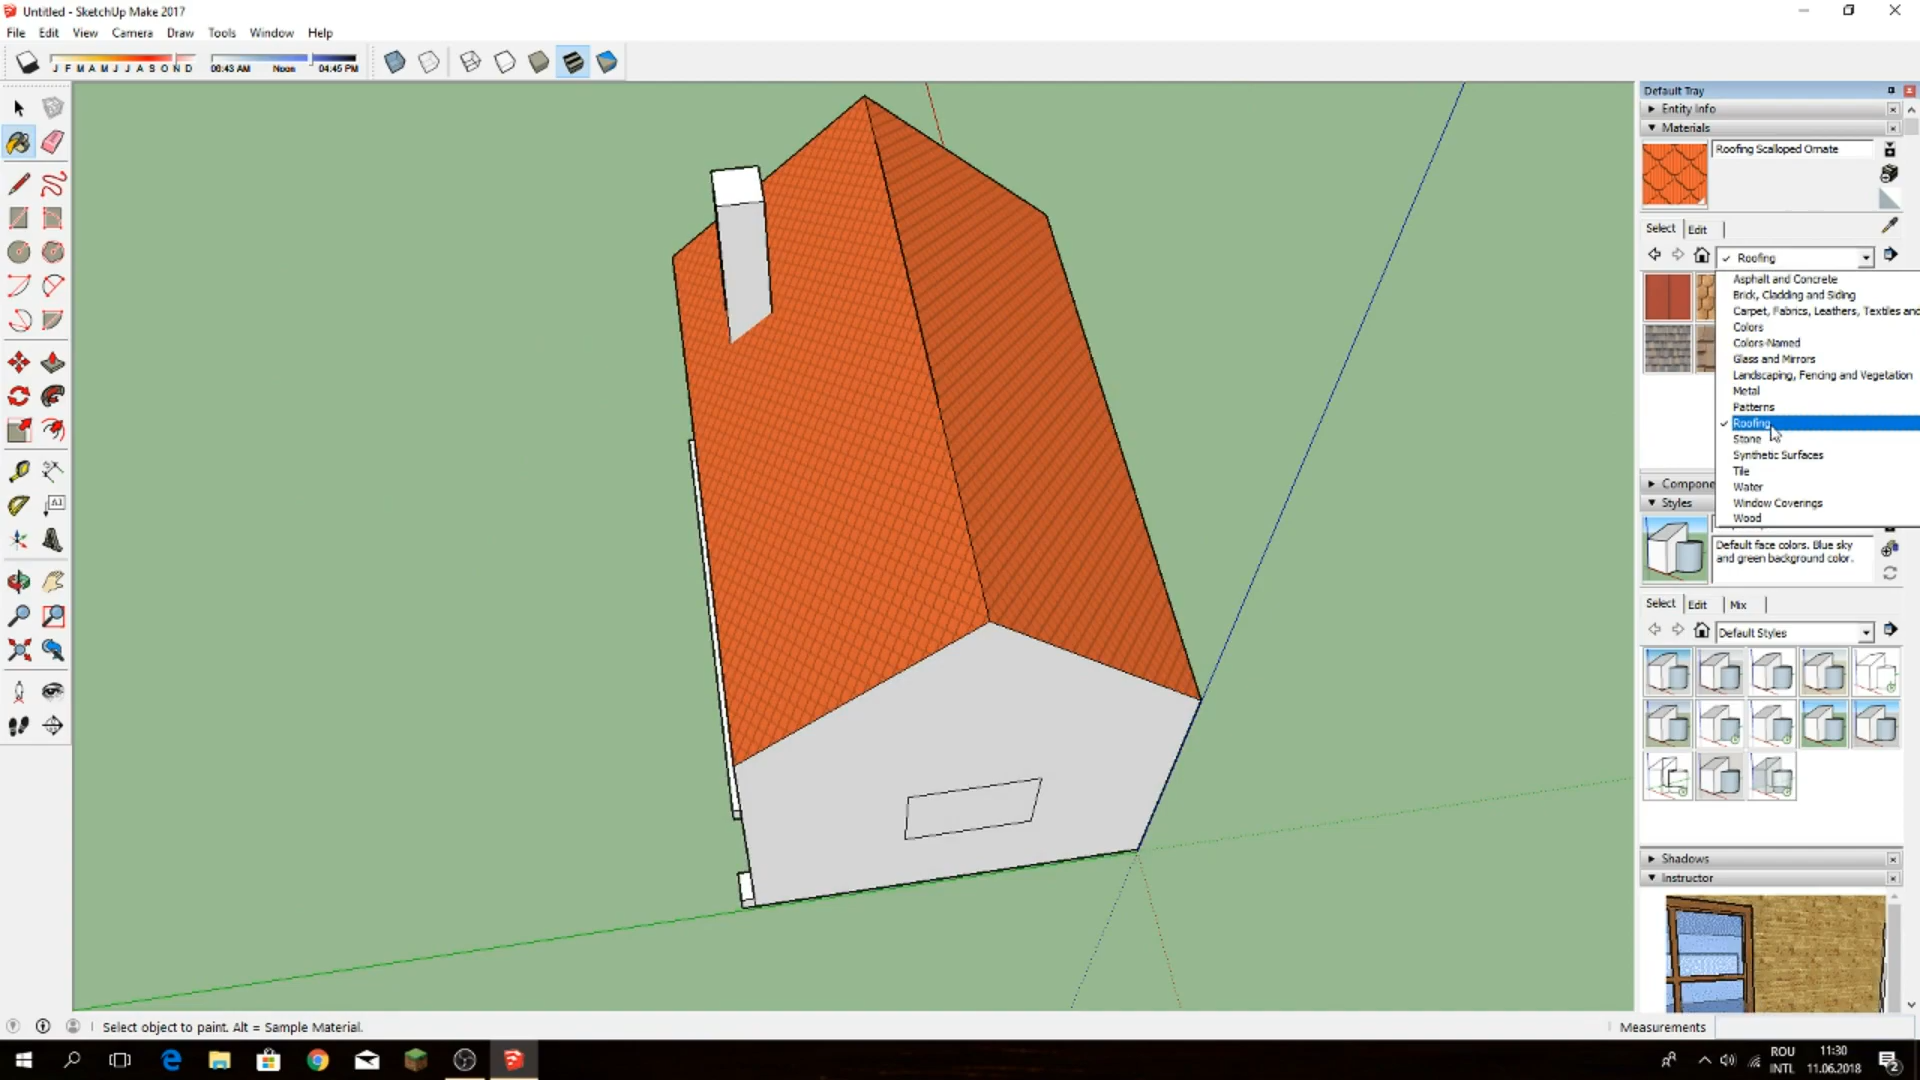 Untitled - SketchUp Make 2017
File Edit View Camera Draw Tools Window Help
J F M A M J J A S O N D 06:43 AM Noon 04:45 PM
Default Tray
Entity Info
Materials
Roofing Scalloped Ornate
Select Edit
Roofing
Asphalt and Concrete
Brick, Cladding and Siding
Carpet, Fabrics, Leathers, Textiles and
Colors
Colors-Named
Glass and Mirrors
Landscaping, Fencing and Vegetation
Metal
Patterns
Roofing
Stone
Synthetic Surfaces
Tile
Water
Window Coverings
Wood
Compone
Styles
Default face colors. Blue sky
and green background color.
Select Edit Mix
Default Styles
Shadows
Instructor
Select object to paint. Alt = Sample Material.
Measurements
ROU
INTL
11:30
11.06.2018
2